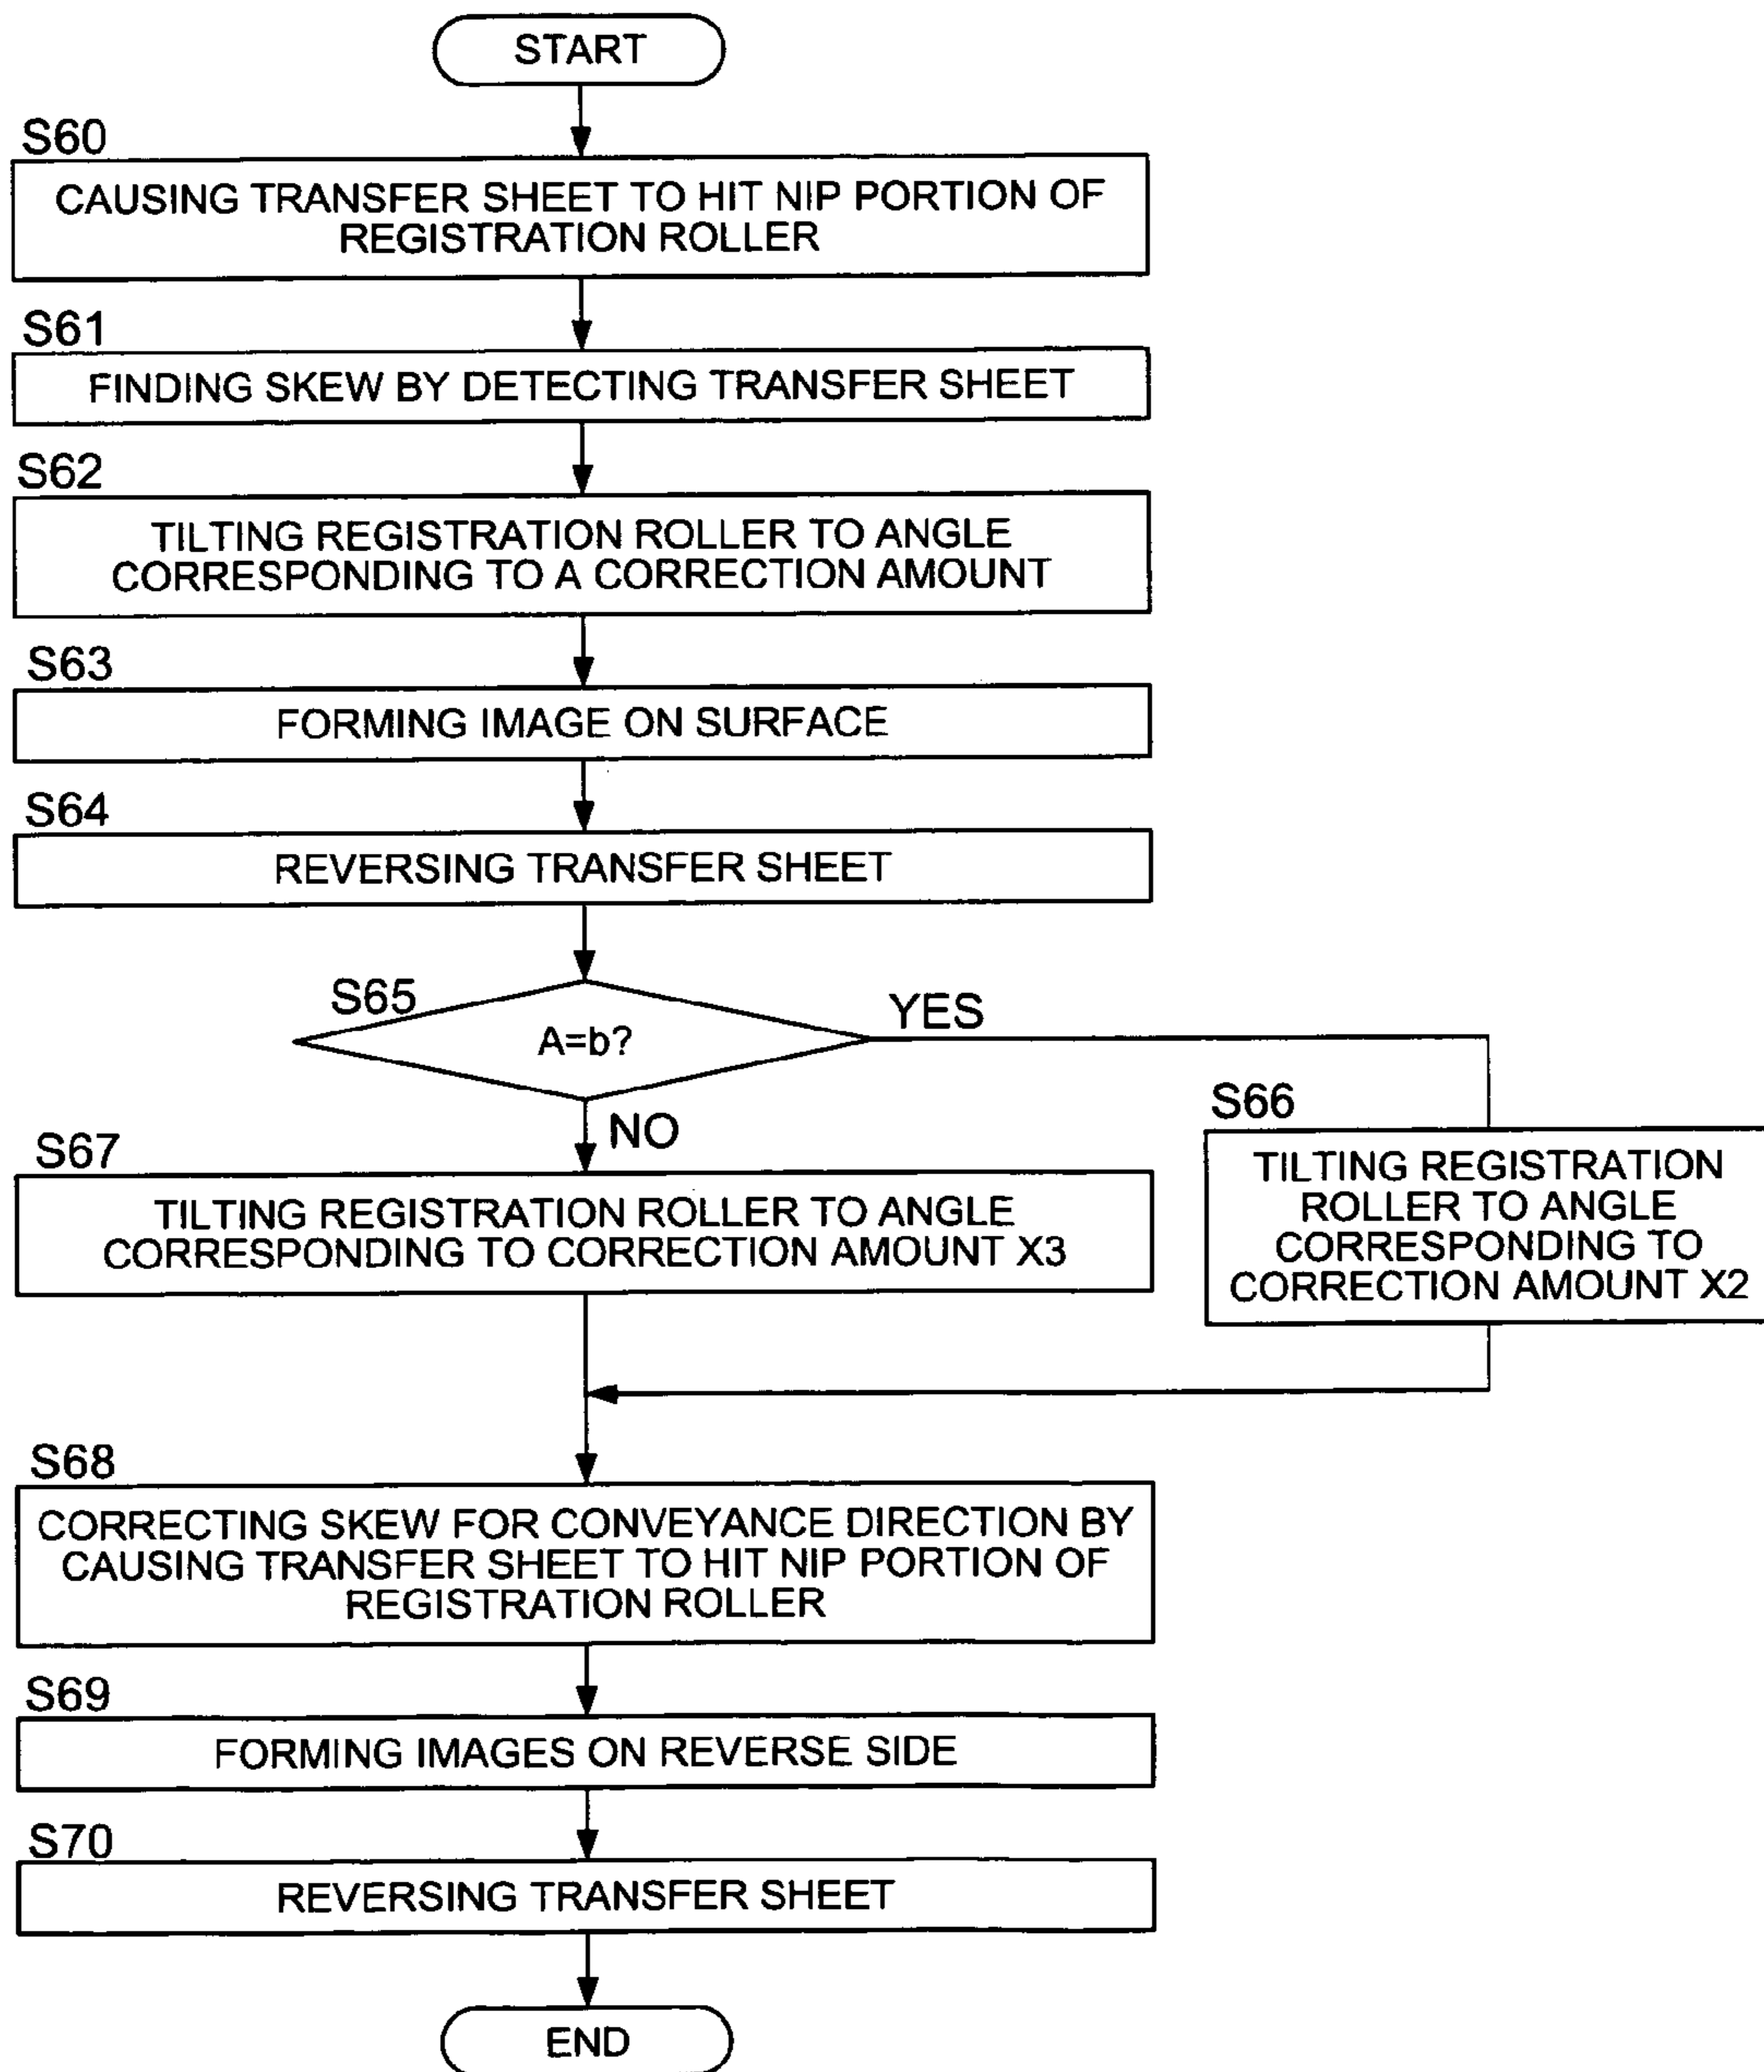 START
S60
CAUSING TRANSFER SHEET TO HIT NIP PORTION OF
REGISTRATION ROLLER
S61
FINDING SKEW BY DETECTING TRANSFER SHEET
S62
TILTING REGISTRATION ROLLER TO ANGLE
CORRESPONDING TO A CORRECTION AMOUNT
S63
FORMING IMAGE ON SURFACE
S64
REVERSING TRANSFER SHEET
S65
A=b?
YES
NO
S66
TILTING REGISTRATION
ROLLER TO ANGLE
CORRESPONDING TO
CORRECTION AMOUNT X2
S67
TILTING REGISTRATION ROLLER TO ANGLE
CORRESPONDING TO CORRECTION AMOUNT X3
S68
CORRECTING SKEW FOR CONVEYANCE DIRECTION BY
CAUSING TRANSFER SHEET TO HIT NIP PORTION OF
REGISTRATION ROLLER
S69
FORMING IMAGES ON REVERSE SIDE
S70
REVERSING TRANSFER SHEET
END